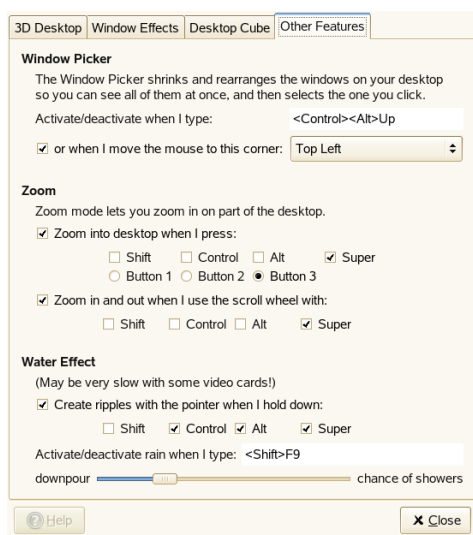 3D Desktop Window Effects Desktop Cube Other Features
Window Picker
The Window Picker shrinks and rearranges the windows on your desktop
so you can see all of them at once, and then selects the one you click.
Activate/deactivate when I type: <Control><Alt>Up
or when I move the mouse to this corner: Top Left
Zoom
Zoom mode lets you zoom in on part of the desktop.
Zoom into desktop when I press:
Shift Control Alt Super
Button 1 Button 2 Button 3
Zoom in and out when I use the scroll wheel with:
Shift Control Alt Super
Water Effect
(May be very slow with some video cards!)
Create ripples with the pointer when I hold down:
Shift Control Alt Super
Activate/deactivate rain when I type: <Shift>F9
downpour chance of showers
Help Close